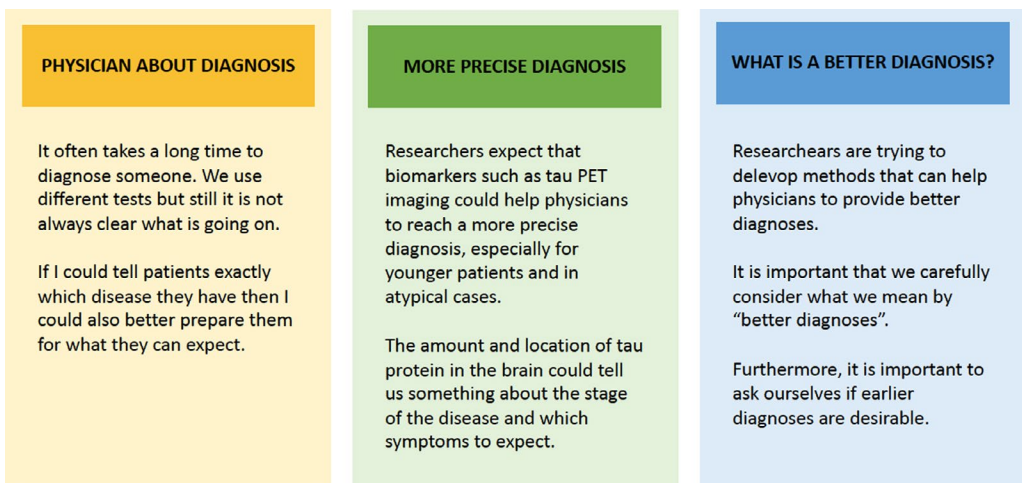 PHYSICIAN ABOUT DIAGNOSIS
It often takes a long time to
diagnose someone. We use
different tests but still it is not
always clear what is going on.
If I could tell patients exactly
which disease they have then I
could also better prepare them
for what they can expect.
MORE PRECISE DIAGNOSIS
Researchers expect that
biomarkers such as tau PET
imaging could help physicians
to reach a more precise
diagnosis, especially for
younger patients and in
atypical cases.
The amount and location of tau
protein in the brain could tell
us something about the stage
of the disease and which
symptoms to expect.
WHAT IS A BETTER DIAGNOSIS?
Researchears are trying to
delevop methods that can help
physicians to provide better
diagnoses.
It is important that we carefully
consider what we mean by
“better diagnoses”.
Furthermore, it is important to
ask ourselves if earlier
diagnoses are desirable.